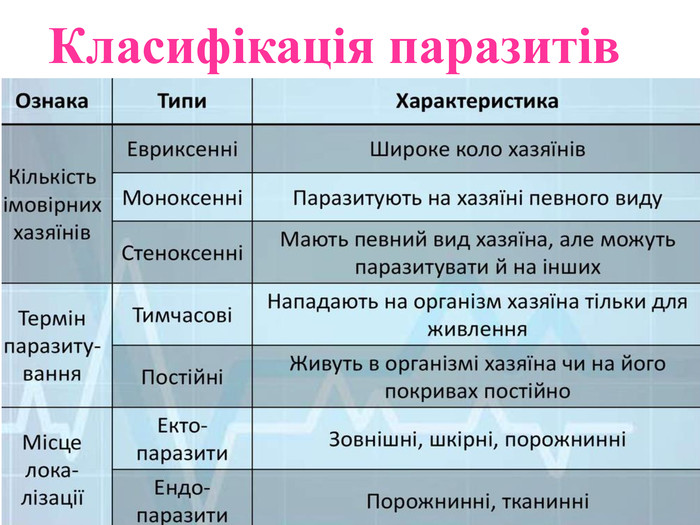 Класифікація паразитів
Ознака Типи Характеристика
Кількість
імовірних
хазяїнів
Евриксенні Широке коло хазяїнів
Моноксенні Паразитують на хазяїні певного виду
Стеноксенні Мають певний вид хазяїна, але можуть
паразитувати й на інших
Термін
паразиту-
вання
Тимчасові Нападають на організм хазяїна тільки для
живлення
Постійні Живуть в організмі хазяїна чи на його
покривах постійно
Місце
лока-
лізації
Екто-
паразити
Зовнішні, шкірні, порожнинні
Ендо-
паразити
Порожнинні, тканинні